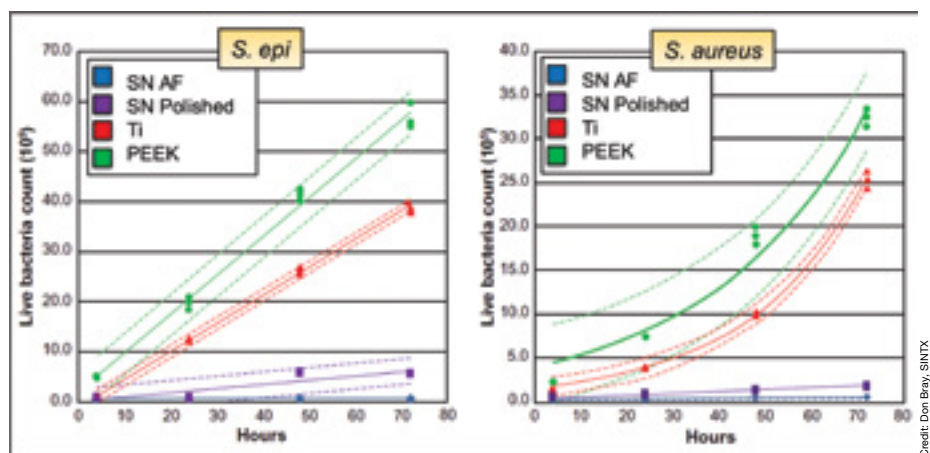 S. epi
70.0
60.0
50.0
40.0
30.0
20.0
10.0
0.0
Live bacteria count (10⁵)
SN AF
SN Polished
Ti
PEEK
0 10 20 30 40 50 60 70 80
Hours
S. aureus
40.0
35.0
30.0
25.0
20.0
15.0
10.0
5.0
0.0
Live bacteria count (10⁵)
SN AF
SN Polished
Ti
PEEK
0 10 20 30 40 50 60 70 80
Hours
Credit: Don Bray, SINTX